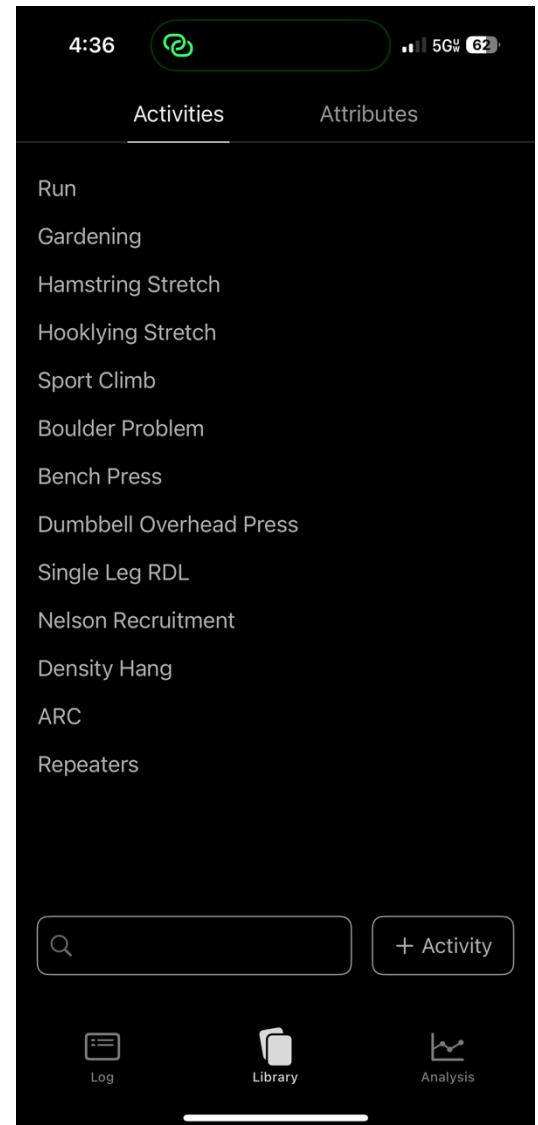 4:36 5G 62
Activities Attributes
Run
Gardening
Hamstring Stretch
Hooklying Stretch
Sport Climb
Boulder Problem
Bench Press
Dumbbell Overhead Press
Single Leg RDL
Nelson Recruitment
Density Hang
ARC
Repeaters
+ Activity
Log Library Analysis